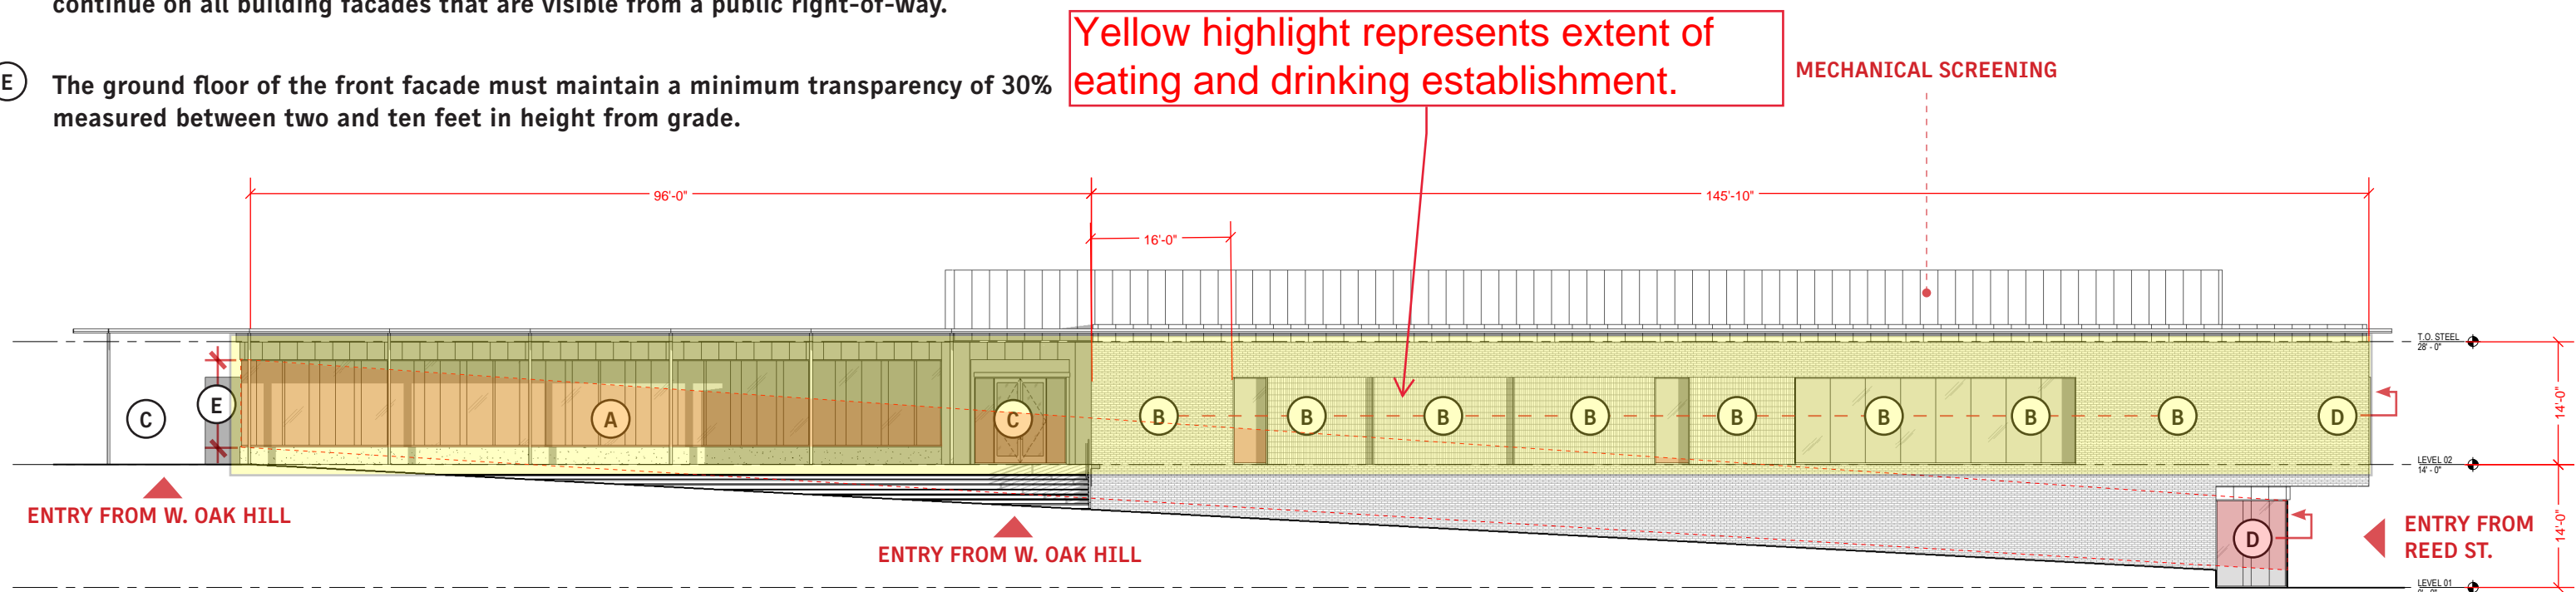 continue on all building facades that are visible from a public right-of-way.
E
The ground floor of the front facade must maintain a minimum transparency of 30%
measured between two and ten feet in height from grade.
Yellow highlight represents extent of
eating and drinking establishment.
MECHANICAL SCREENING
96'-0"
145'-10"
16'-0"
T.O. STEEL
28' - 0"
14'-0"
C
E
A
C
B
B
B
B
B
B
B
B
D
LEVEL 02
14' - 0"
ENTRY FROM W. OAK HILL
ENTRY FROM W. OAK HILL
D
ENTRY FROM
REED ST.
14'-0"
LEVEL 01